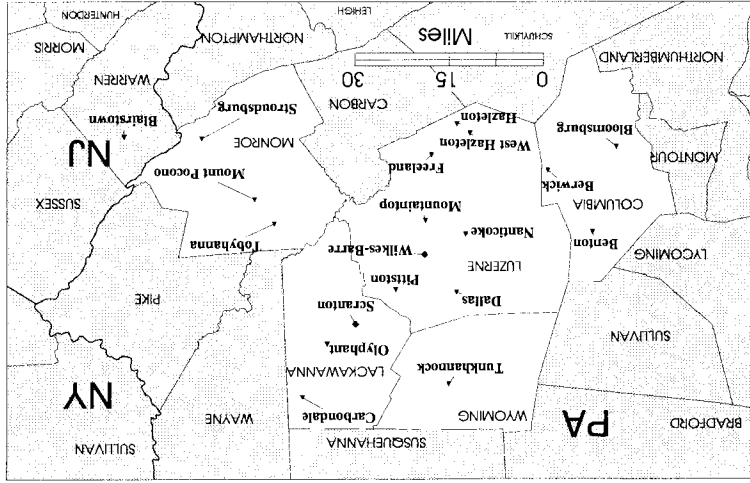 BRADFORD
PA
SUSQUEHANNA
SULLIVAN
WYOMING
Carbondale
WAYNE
NY
Tunkhannock
LACKAWANNA
Olyphant
SULLIVAN
Scranton
Dallas
Pittston
PIKE
LYCOMING
LUZERNE
Wilkes-Barre
Benton
Nanticoke
Tobyhanna
COLUMBIA
Mountaintop
SUSSEX
Berwick
Mount Pocono
MONTOUR
Freeland
NJ
Bloomsburg
West Hazleton
MONROE
Hazleton
Stroudsburg
Blairstown
CARBON
WARREN
NORTHUMBERLAND
0 15 30
Miles
SCHUYLKILL
NORTHAMPTON
MORRIS
LEHIGH
HUNTERDON